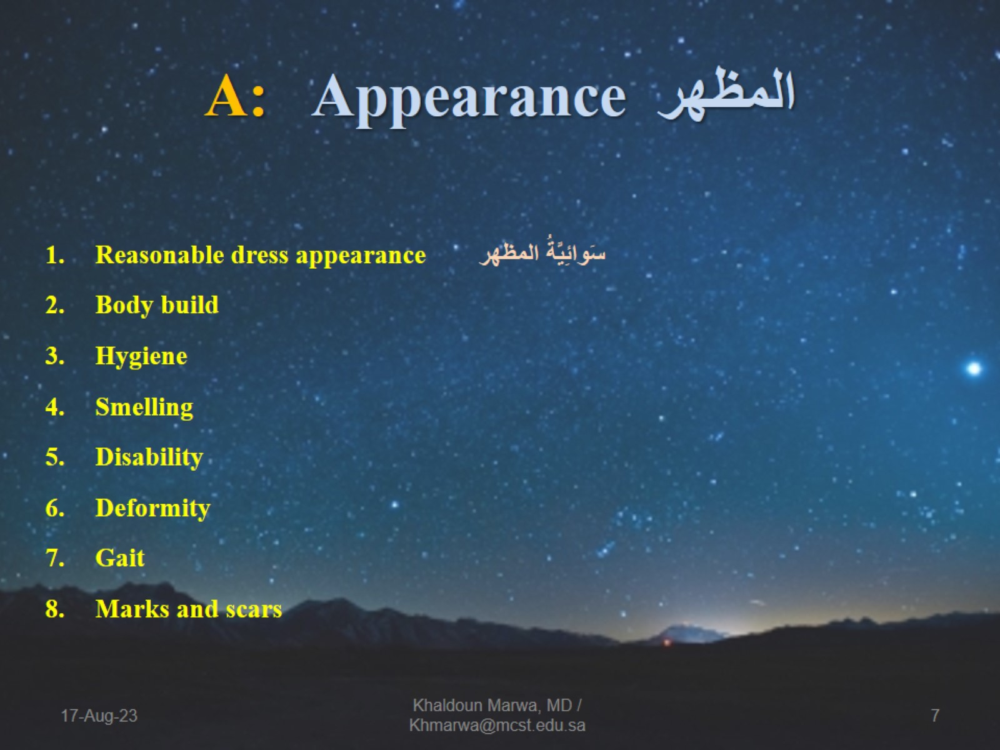 A: Appearance المظهر
1. Reasonable dress appearance سَوائِيَّةُ المظهر
2. Body build
3. Hygiene
4. Smelling
5. Disability
6. Deformity
7. Gait
8. Marks and scars
17-Aug-23
Khaldoun Marwa, MD /
Khmarwa@mcst.edu.sa
7